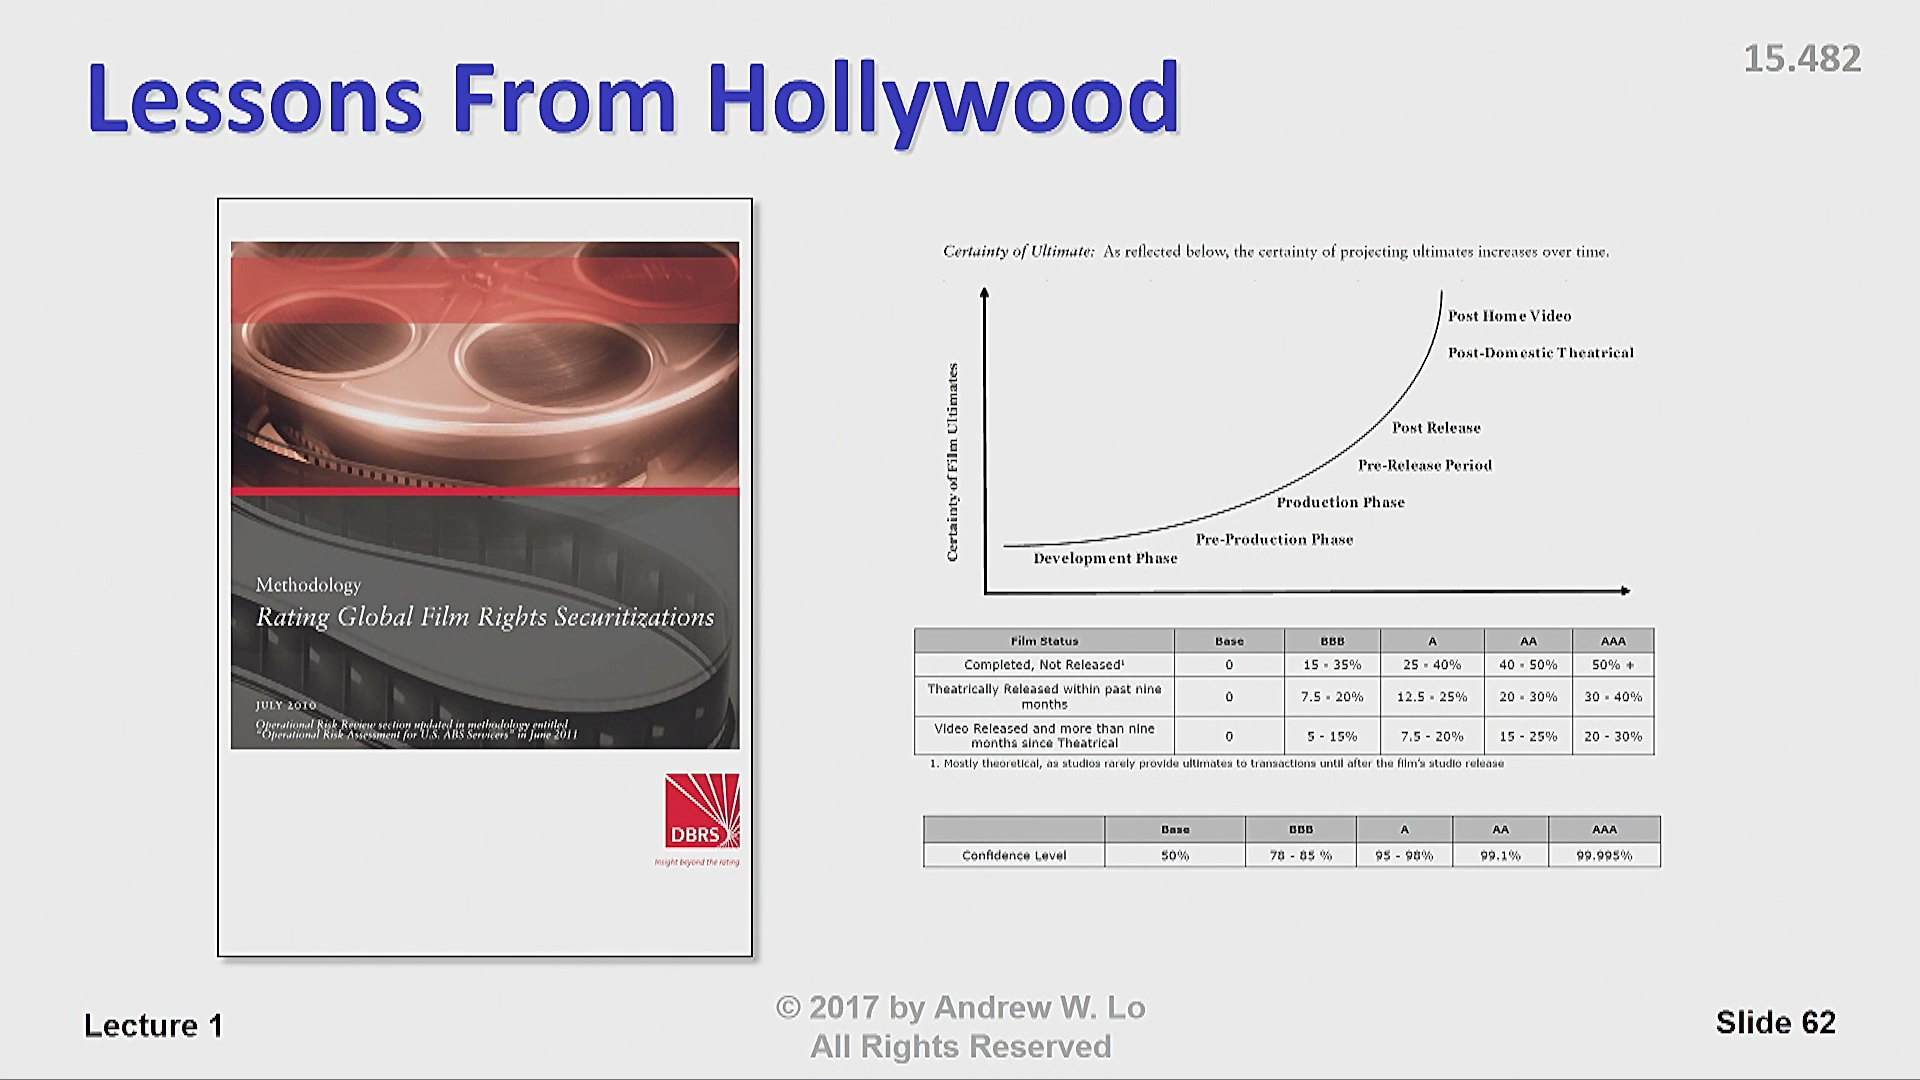 Lessons From Hollywood
15.482
Methodology
Rating Global Film Rights Securitizations
JULY 2010
Operational Risk Review section updated in methodology entitled
"Operational Risk Assessment for U.S. ABS Servicers" in June 2011
DBRS
Insight beyond the rating
Certainty of Ultimate: As reflected below, the certainty of projecting ultimates increases over time.
Certainty of Film Ultimates
Post Home Video
Post-Domestic Theatrical
Post Release
Pre-Release Period
Production Phase
Pre-Production Phase
Development Phase
Film Status Base BBB A AA AAA
Completed, Not Released¹ 0 15 - 35% 25 - 40% 40 - 50% 50% +
Theatrically Released within past nine
months 0 7.5 - 20% 12.5 - 25% 20 - 30% 30 - 40%
Video Released and more than nine
months since Theatrical 0 5 - 15% 7.5 - 20% 15 - 25% 20 - 30%
1. Mostly theoretical, as studios rarely provide ultimates to transactions until after the film's studio release
Base BBB A AA AAA
Confidence Level 50% 78 - 85 % 95 - 98% 99.1% 99.995%
Lecture 1
© 2017 by Andrew W. Lo
All Rights Reserved
Slide 62